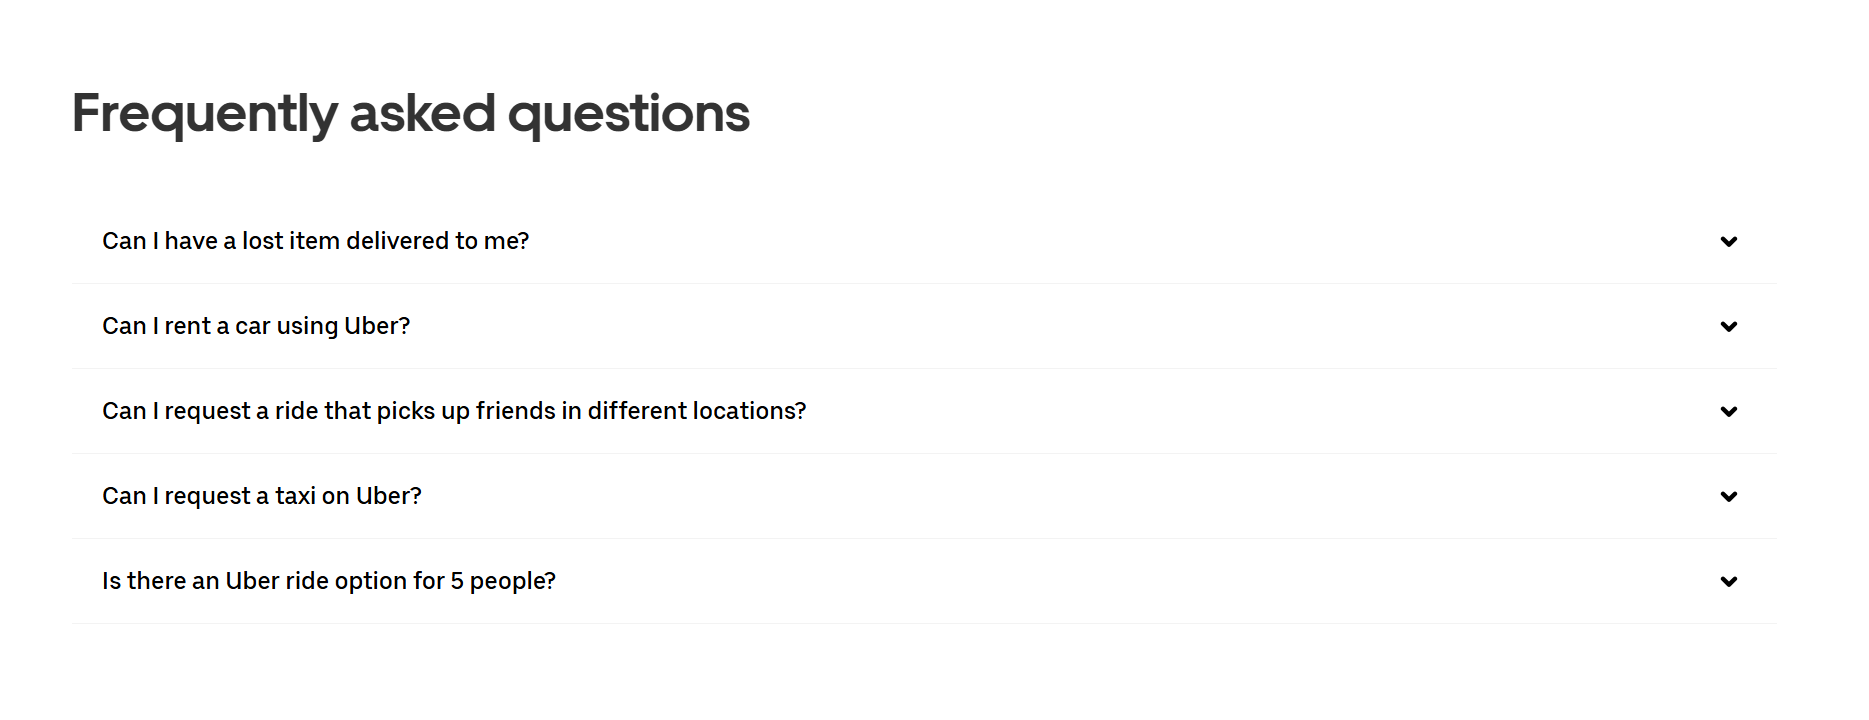 Frequently asked questions
Can I have a lost item delivered to me?
Can I rent a car using Uber?
Can I request a ride that picks up friends in different locations?
Can I request a taxi on Uber?
Is there an Uber ride option for 5 people?